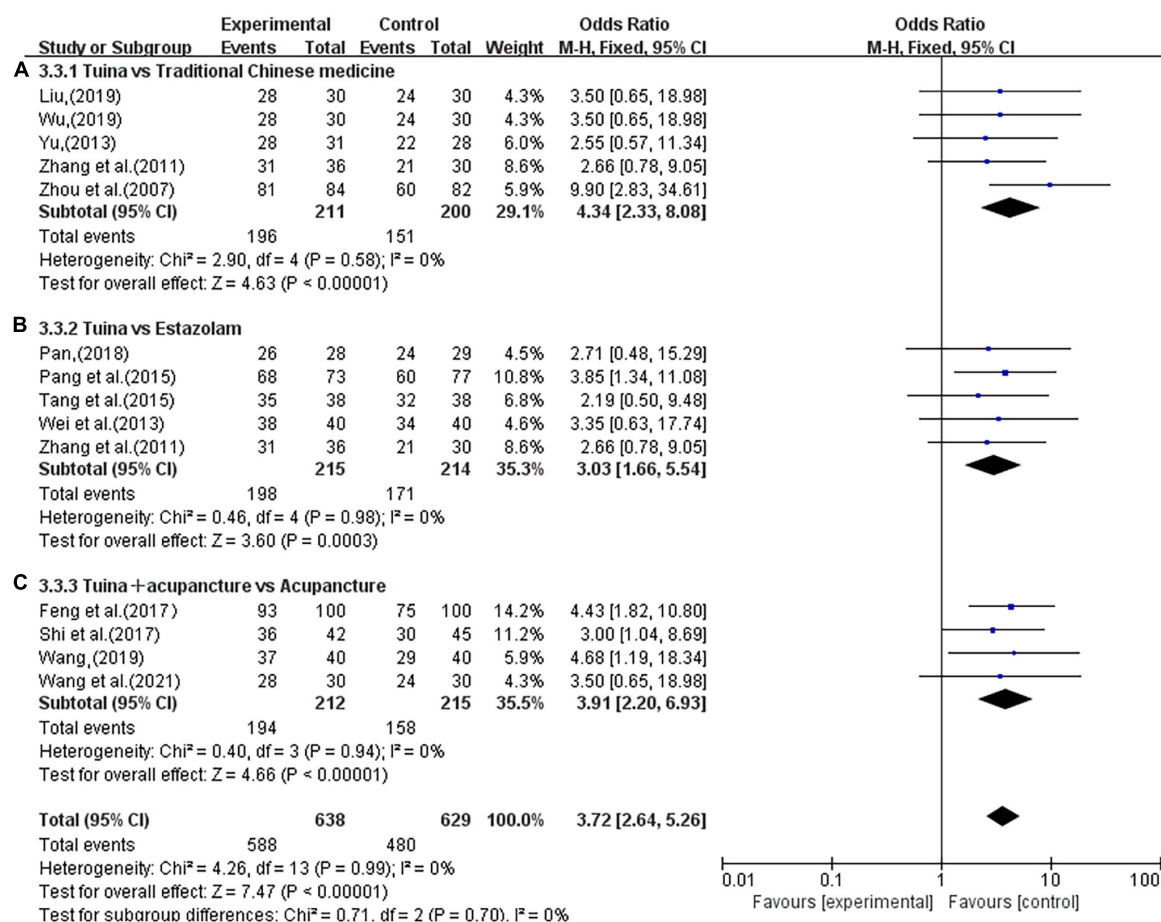 Experimental Control Odds Ratio Odds Ratio
Study or Subgroup Events Total Events Total Weight M-H, Fixed, 95% CI M-H, Fixed, 95% CI
A 3.3.1 Tuina vs Traditional Chinese medicine
Liu,(2019) 28 30 24 30 4.3% 3.50 [0.65, 18.98]
Wu,(2019) 28 30 24 30 4.3% 3.50 [0.65, 18.98]
Yu,(2013) 28 31 22 28 6.0% 2.55 [0.57, 11.34]
Zhang et al.(2011) 31 36 21 30 8.6% 2.66 [0.78, 9.05]
Zhou et al.(2007) 81 84 60 82 5.9% 9.90 [2.83, 34.61]
Subtotal (95% CI) 211 200 29.1% 4.34 [2.33, 8.08]
Total events 196 151
Heterogeneity: Chi² = 2.90, df = 4 (P = 0.58); I² = 0%
Test for overall effect: Z = 4.63 (P < 0.00001)
B 3.3.2 Tuina vs Estazolam
Pan,(2018) 26 28 24 29 4.5% 2.71 [0.48, 15.29]
Pang et al.(2015) 68 73 60 77 10.8% 3.85 [1.34, 11.08]
Tang et al.(2015) 35 38 32 38 6.8% 2.19 [0.50, 9.48]
Wei et al.(2013) 38 40 34 40 4.6% 3.35 [0.63, 17.74]
Zhang et al.(2011) 31 36 21 30 8.6% 2.66 [0.78, 9.05]
Subtotal (95% CI) 215 214 35.3% 3.03 [1.66, 5.54]
Total events 198 171
Heterogeneity: Chi² = 0.46, df = 4 (P = 0.98); I² = 0%
Test for overall effect: Z = 3.60 (P = 0.0003)
C 3.3.3 Tuina+acupancture vs Acupancture
Feng et al.(2017) 93 100 75 100 14.2% 4.43 [1.82, 10.80]
Shi et al.(2017) 36 42 30 45 11.2% 3.00 [1.04, 8.69]
Wang,(2019) 37 40 29 40 5.9% 4.68 [1.19, 18.34]
Wang et al.(2021) 28 30 24 30 4.3% 3.50 [0.65, 18.98]
Subtotal (95% CI) 212 215 35.5% 3.91 [2.20, 6.93]
Total events 194 158
Heterogeneity: Chi² = 0.40, df = 3 (P = 0.94); I² = 0%
Test for overall effect: Z = 4.66 (P < 0.00001)
Total (95% CI) 638 629 100.0% 3.72 [2.64, 5.26]
Total events 588 480
Heterogeneity: Chi² = 4.26, df = 13 (P = 0.99); I² = 0%
Test for overall effect: Z = 7.47 (P < 0.00001)
Test for subgroup differences: Chi² = 0.71, df = 2 (P = 0.70), I² = 0%
0.01 0.1 1 10 100
Favours [experimental] Favours [control]